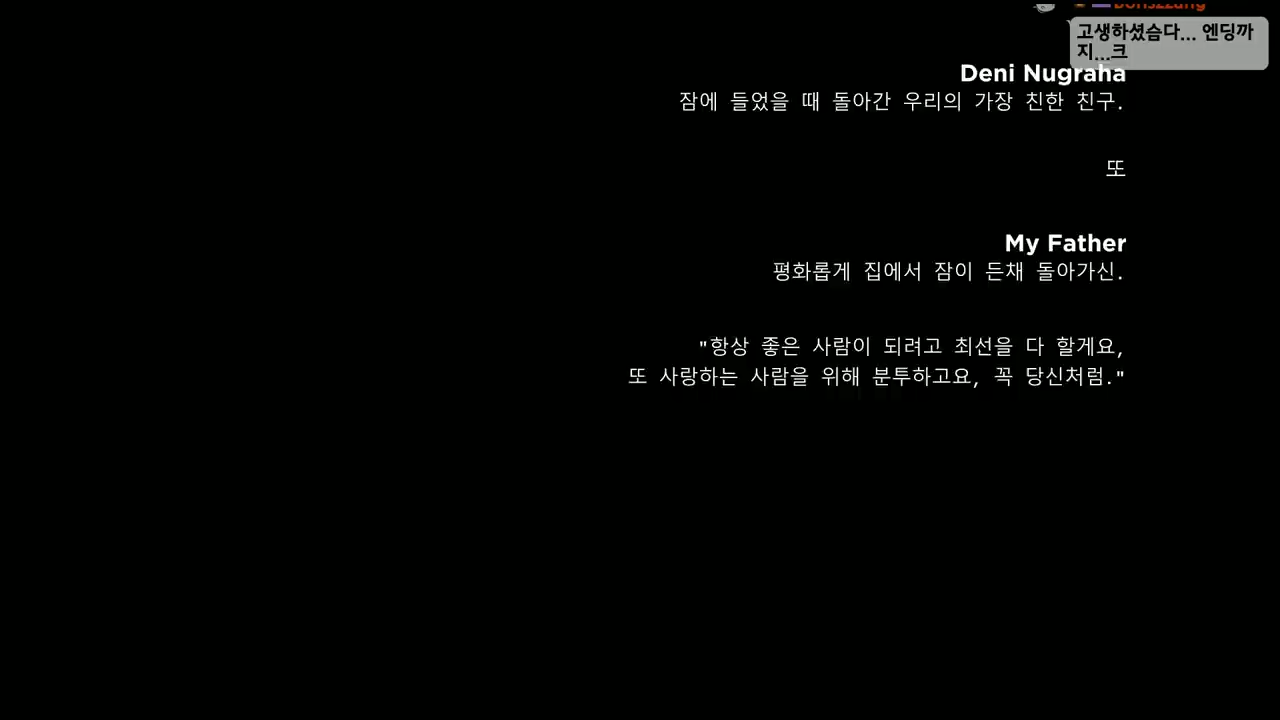 고생하셨슴다... 엔딩까
지...크
Deni Nugraha
잠에 들었을 때 돌아간 우리의 가장 친한 친구.
또
My Father
평화롭게 집에서 잠이 든채 돌아가신.
"항상 좋은 사람이 되려고 최선을 다 할게요,
또 사랑하는 사람을 위해 분투하고요, 꼭 당신처럼."